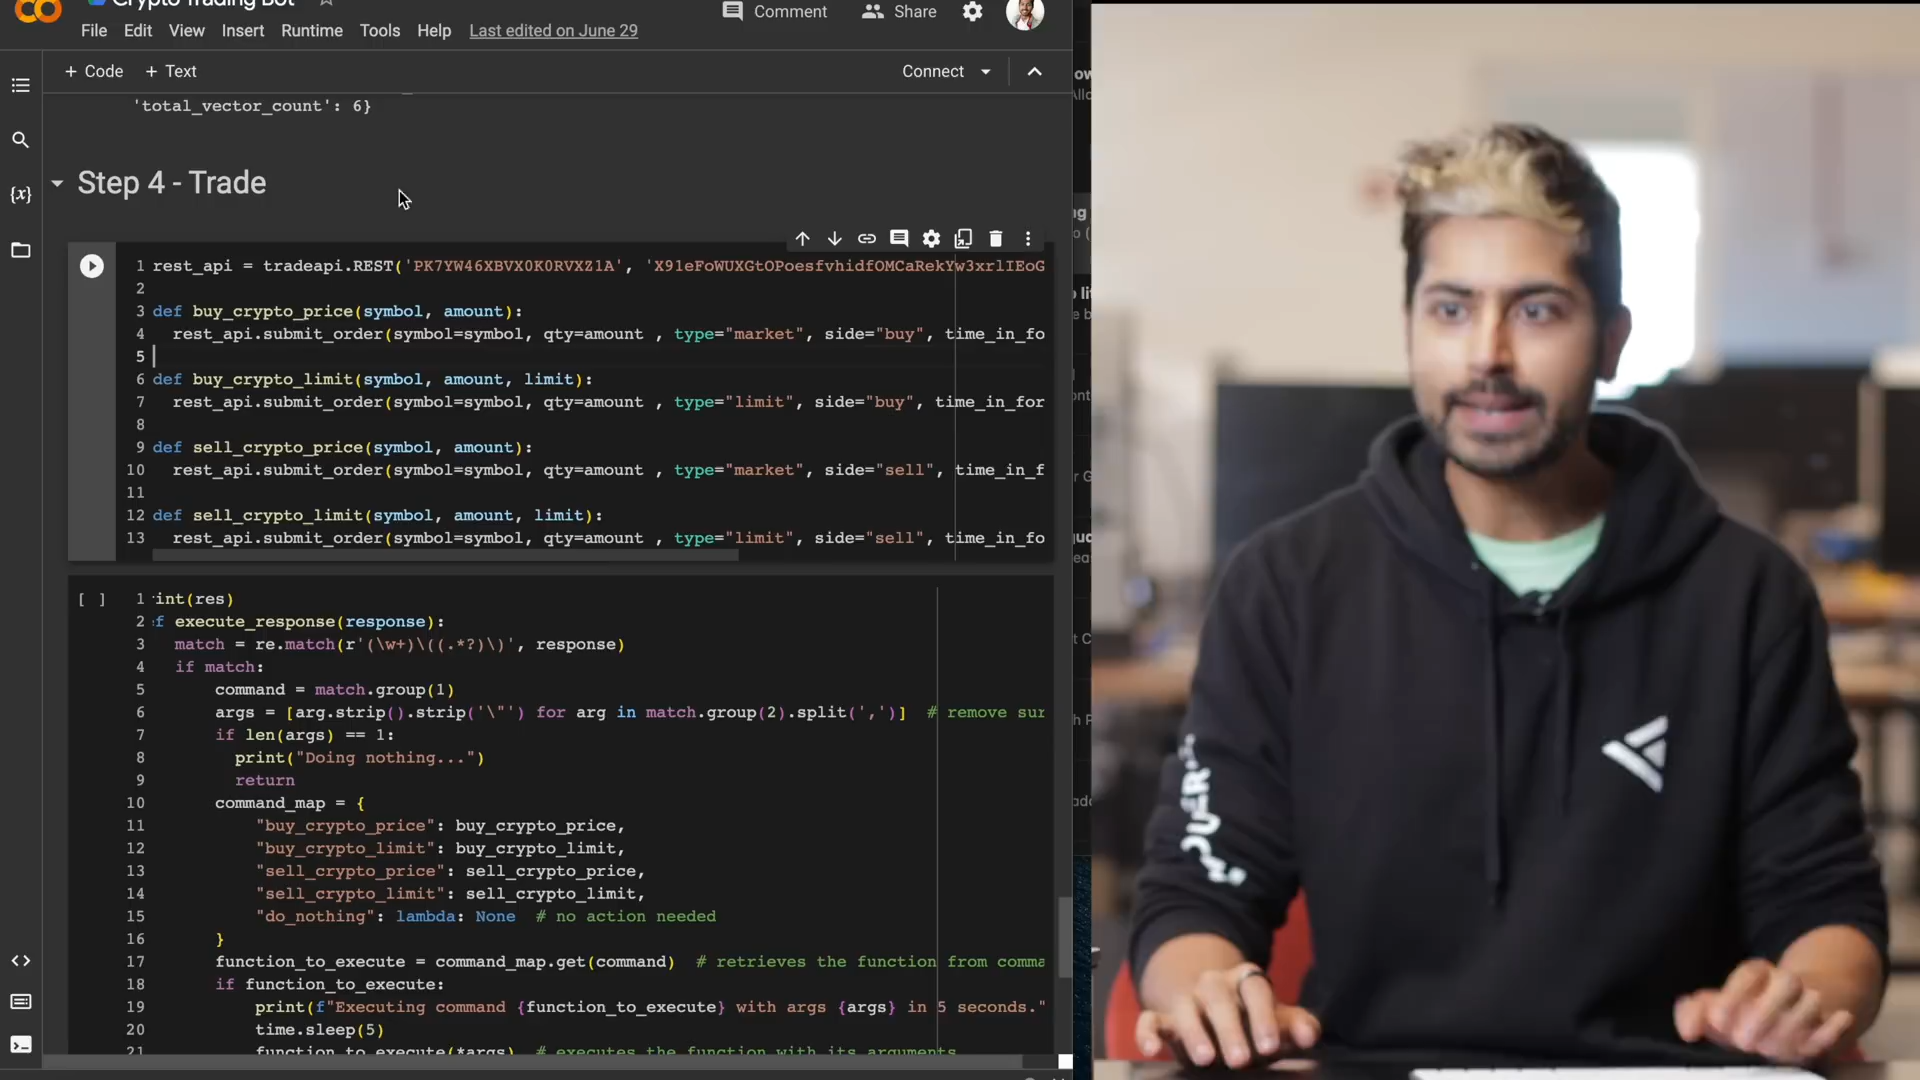 Crypto Trading Bot
Comment
Share
File
Edit
View
Insert
Runtime
Tools
Help
Last edited on June 29
+ Code
+ Text
Connect
'total_vector_count': 6}
Step 4 - Trade
{x}
1 rest_api = tradeapi.REST('PK7YW46XBVX0K0RVXZ1A', 'X91eFoWUXGtOPoesfvhidfOMCaRekYw3xrlIEoG
2
3 def buy_crypto_price(symbol, amount):
4 rest_api.submit_order(symbol=symbol, qty=amount , type="market", side="buy", time_in_fo
5
6 def buy_crypto_limit(symbol, amount, limit):
7 rest_api.submit_order(symbol=symbol, qty=amount , type="limit", side="buy", time_in_for
8
9 def sell_crypto_price(symbol, amount):
10 rest_api.submit_order(symbol=symbol, qty=amount , type="market", side="sell", time_in_f
11
12 def sell_crypto_limit(symbol, amount, limit):
13 rest_api.submit_order(symbol=symbol, qty=amount , type="limit", side="sell", time_in_fo
[ ]
1 int(res)
2 f execute_response(response):
3 match = re.match(r'(\w+)\((.*?)\)', response)
4 if match:
5 command = match.group(1)
6 args = [arg.strip().strip('\"') for arg in match.group(2).split(',')] # remove sur
7 if len(args) == 1:
8 print("Doing nothing...")
9 return
10 command_map = {
11 "buy_crypto_price": buy_crypto_price,
12 "buy_crypto_limit": buy_crypto_limit,
13 "sell_crypto_price": sell_crypto_price,
14 "sell_crypto_limit": sell_crypto_limit,
15 "do_nothing": lambda: None # no action needed
16 }
17 function_to_execute = command_map.get(command) # retrieves the function from comma
18 if function_to_execute:
19 print(f"Executing command {function_to_execute} with args {args} in 5 seconds."
20 time.sleep(5)
21 function_to_execute(*args) # executes the function with its arguments